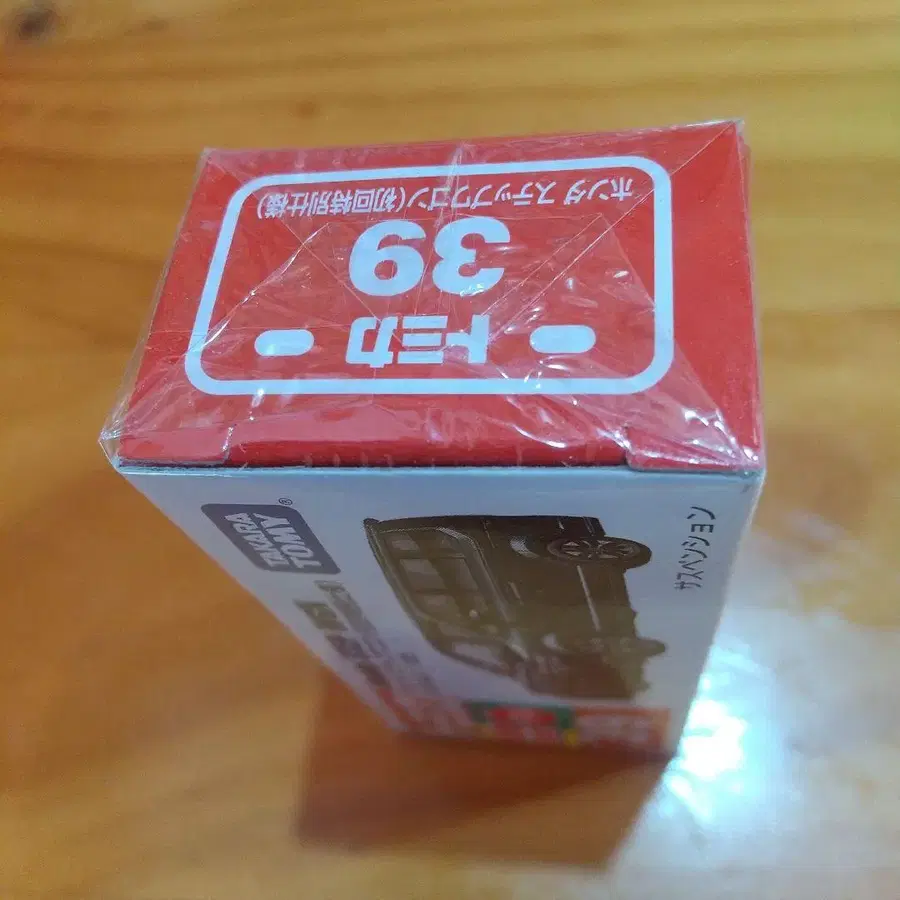 トミカ
39
ホンダ ステップワゴン(初回特別仕様)
TAKARA
TOMY®
サスペンション